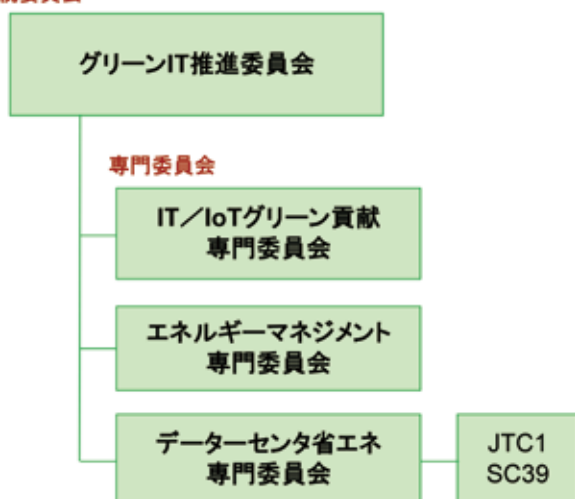 委員会
グリーンIT推進委員会
専門委員会
IT／IoTグリーン貢献
専門委員会
エネルギーマネジメント
専門委員会
データーセンタ省エネ
専門委員会
JTC1
SC39